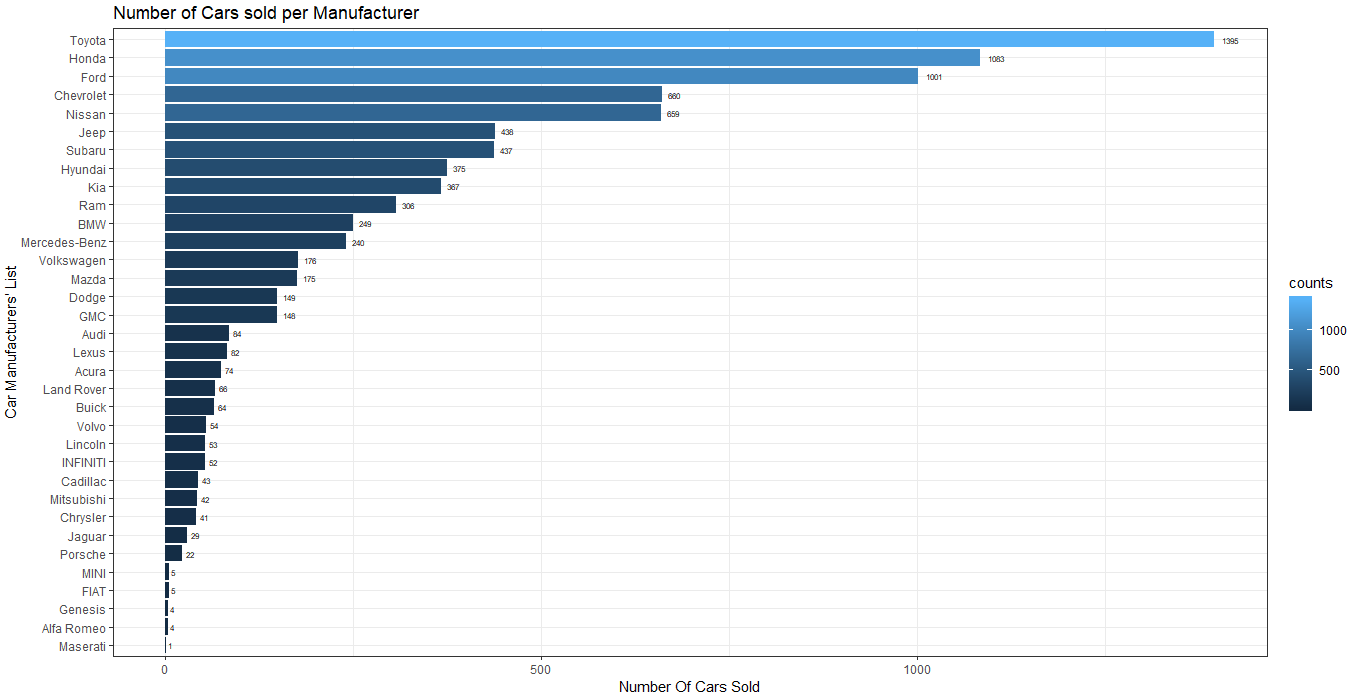 Number of Cars sold per Manufacturer
Car Manufacturers' List
Toyota 1395
Honda 1083
Ford 1001
Chevrolet 660
Nissan 659
Jeep 438
Subaru 437
Hyundai 375
Kia 367
Ram 306
BMW 249
Mercedes-Benz 240
Volkswagen 176
Mazda 175
Dodge 149
GMC 148
Audi 84
Lexus 82
Acura 74
Land Rover 66
Buick 64
Volvo 54
Lincoln 53
INFINITI 52
Cadillac 43
Mitsubishi 42
Chrysler 41
Jaguar 29
Porsche 22
MINI 5
FIAT 5
Genesis 4
Alfa Romeo 4
Maserati 1
0 500 1000
Number Of Cars Sold
counts
1000
500